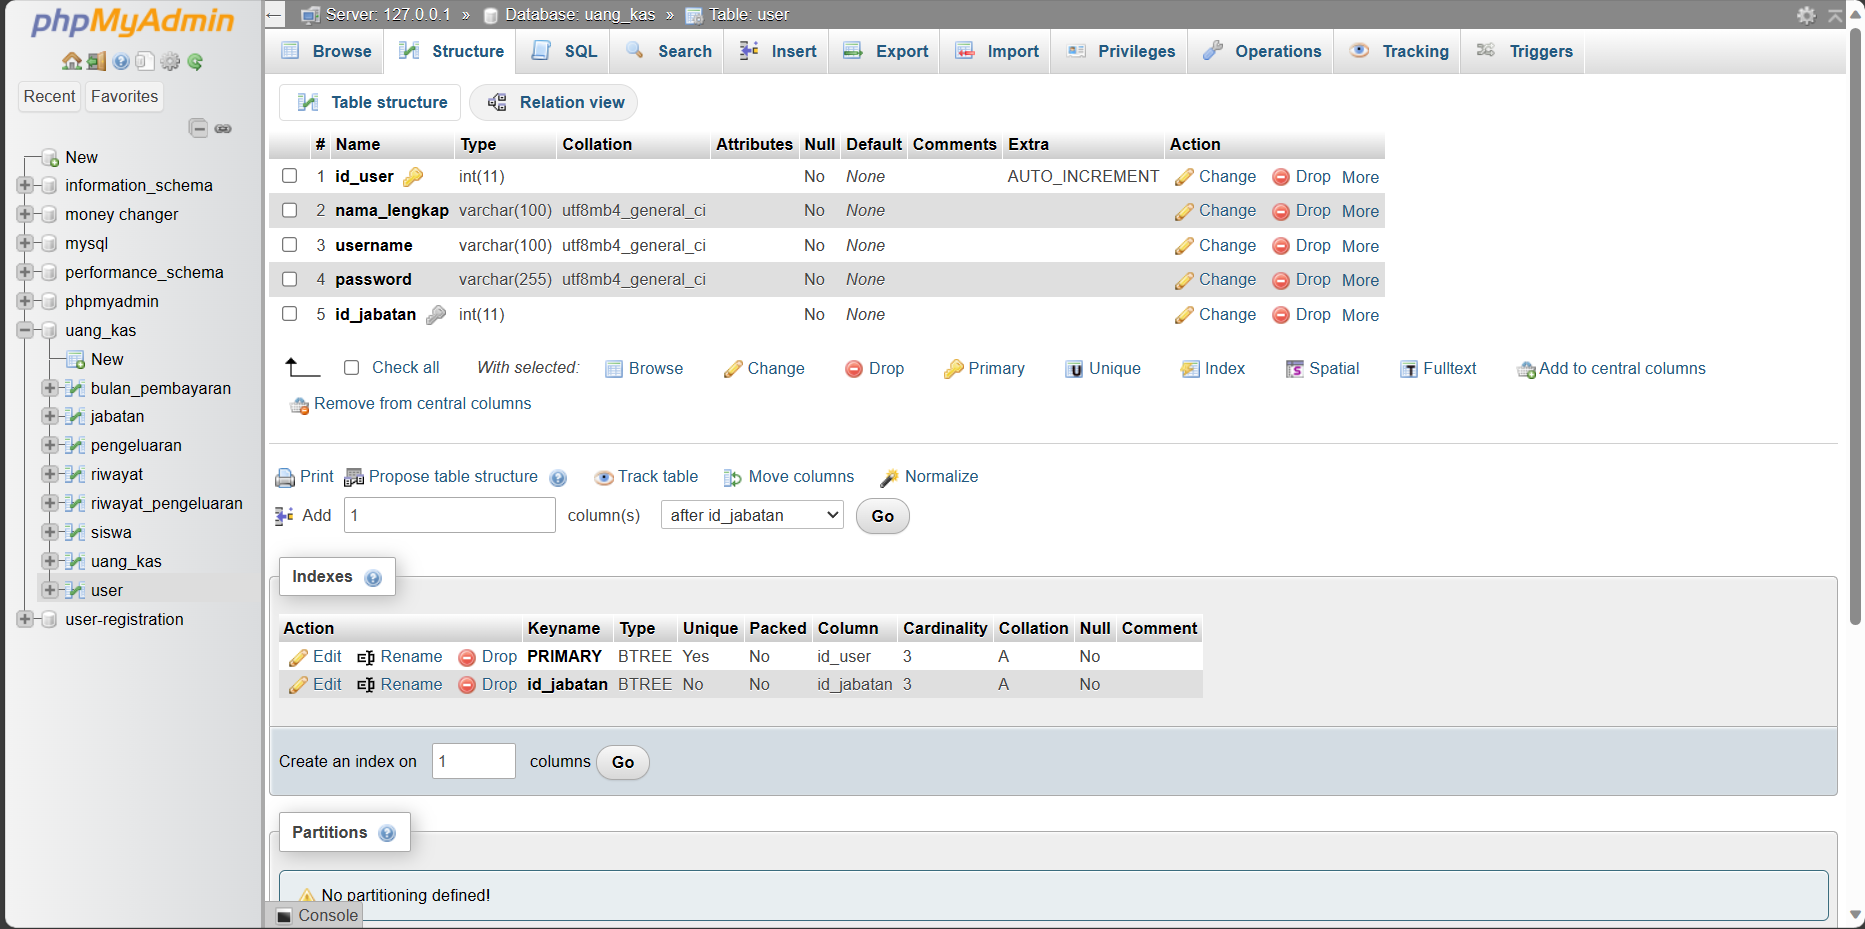 phpMyAdmin
Recent Favorites
New
information_schema
money changer
mysql
performance_schema
phpmyadmin
uang_kas
New
bulan_pembayaran
jabatan
pengeluaran
riwayat
riwayat_pengeluaran
siswa
uang_kas
user
user-registration
← Server: 127.0.0.1 » Database: uang_kas » Table: user
Browse Structure SQL Search Insert Export Import Privileges Operations Tracking Triggers
Table structure Relation view
# Name Type Collation Attributes Null Default Comments Extra Action
1 id_user int(11) No None AUTO_INCREMENT Change Drop More
2 nama_lengkap varchar(100) utf8mb4_general_ci No None Change Drop More
3 username varchar(100) utf8mb4_general_ci No None Change Drop More
4 password varchar(255) utf8mb4_general_ci No None Change Drop More
5 id_jabatan int(11) No None Change Drop More
Check all With selected: Browse Change Drop Primary Unique Index Spatial Fulltext Add to central columns
Remove from central columns
Print Propose table structure Track table Move columns Normalize
Add 1 column(s) after id_jabatan Go
Indexes
Action Keyname Type Unique Packed Column Cardinality Collation Null Comment
Edit Rename Drop PRIMARY BTREE Yes No id_user 3 A No
Edit Rename Drop id_jabatan BTREE No No id_jabatan 3 A No
Create an index on 1 columns Go
Partitions
No partitioning defined!
Console